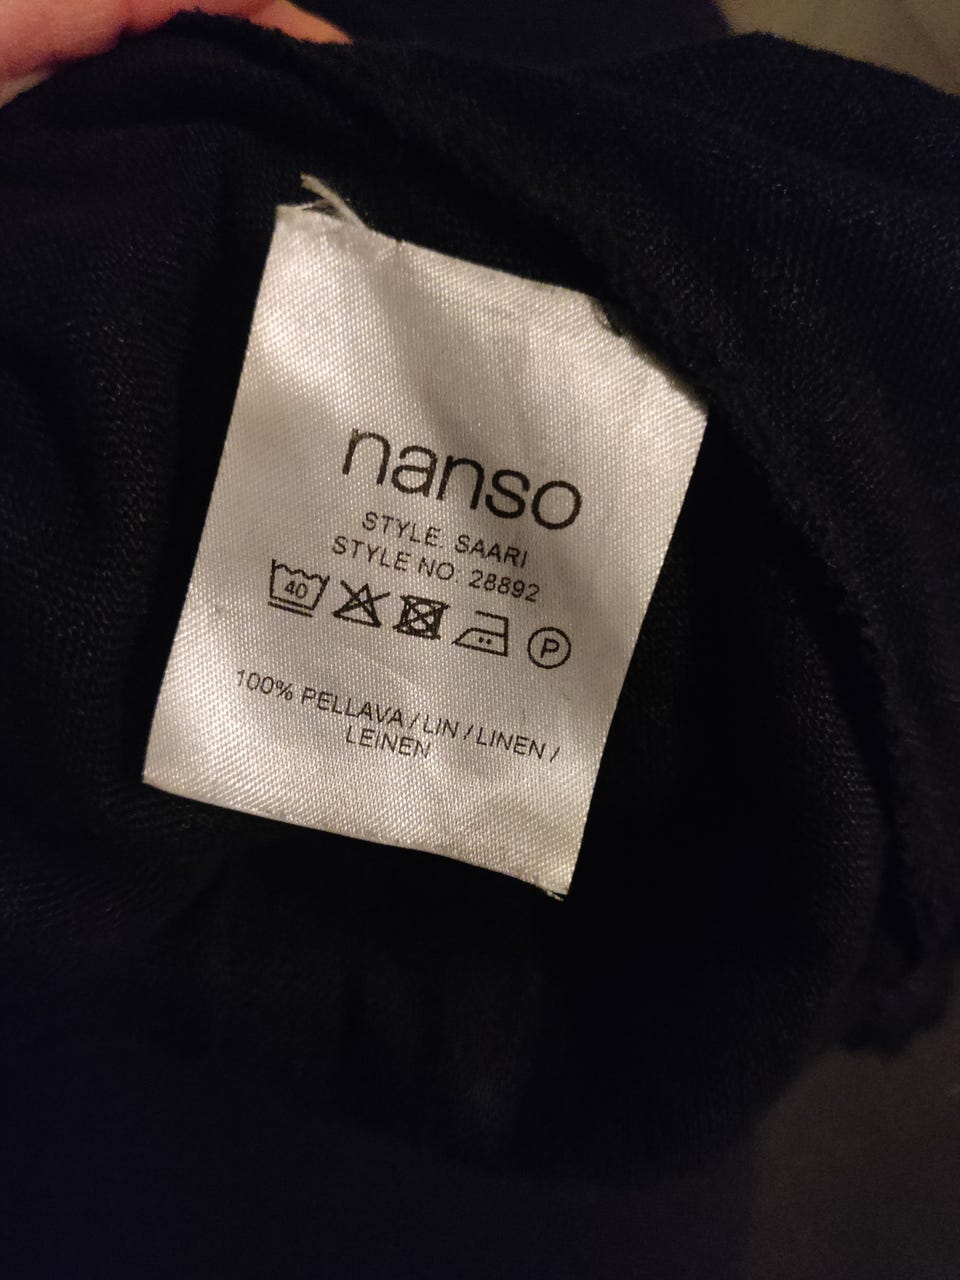 nanso
STYLE: SAARI
STYLE NO: 28892
40
P
100% PELLAVA / LIN / LINEN /
LEINEN